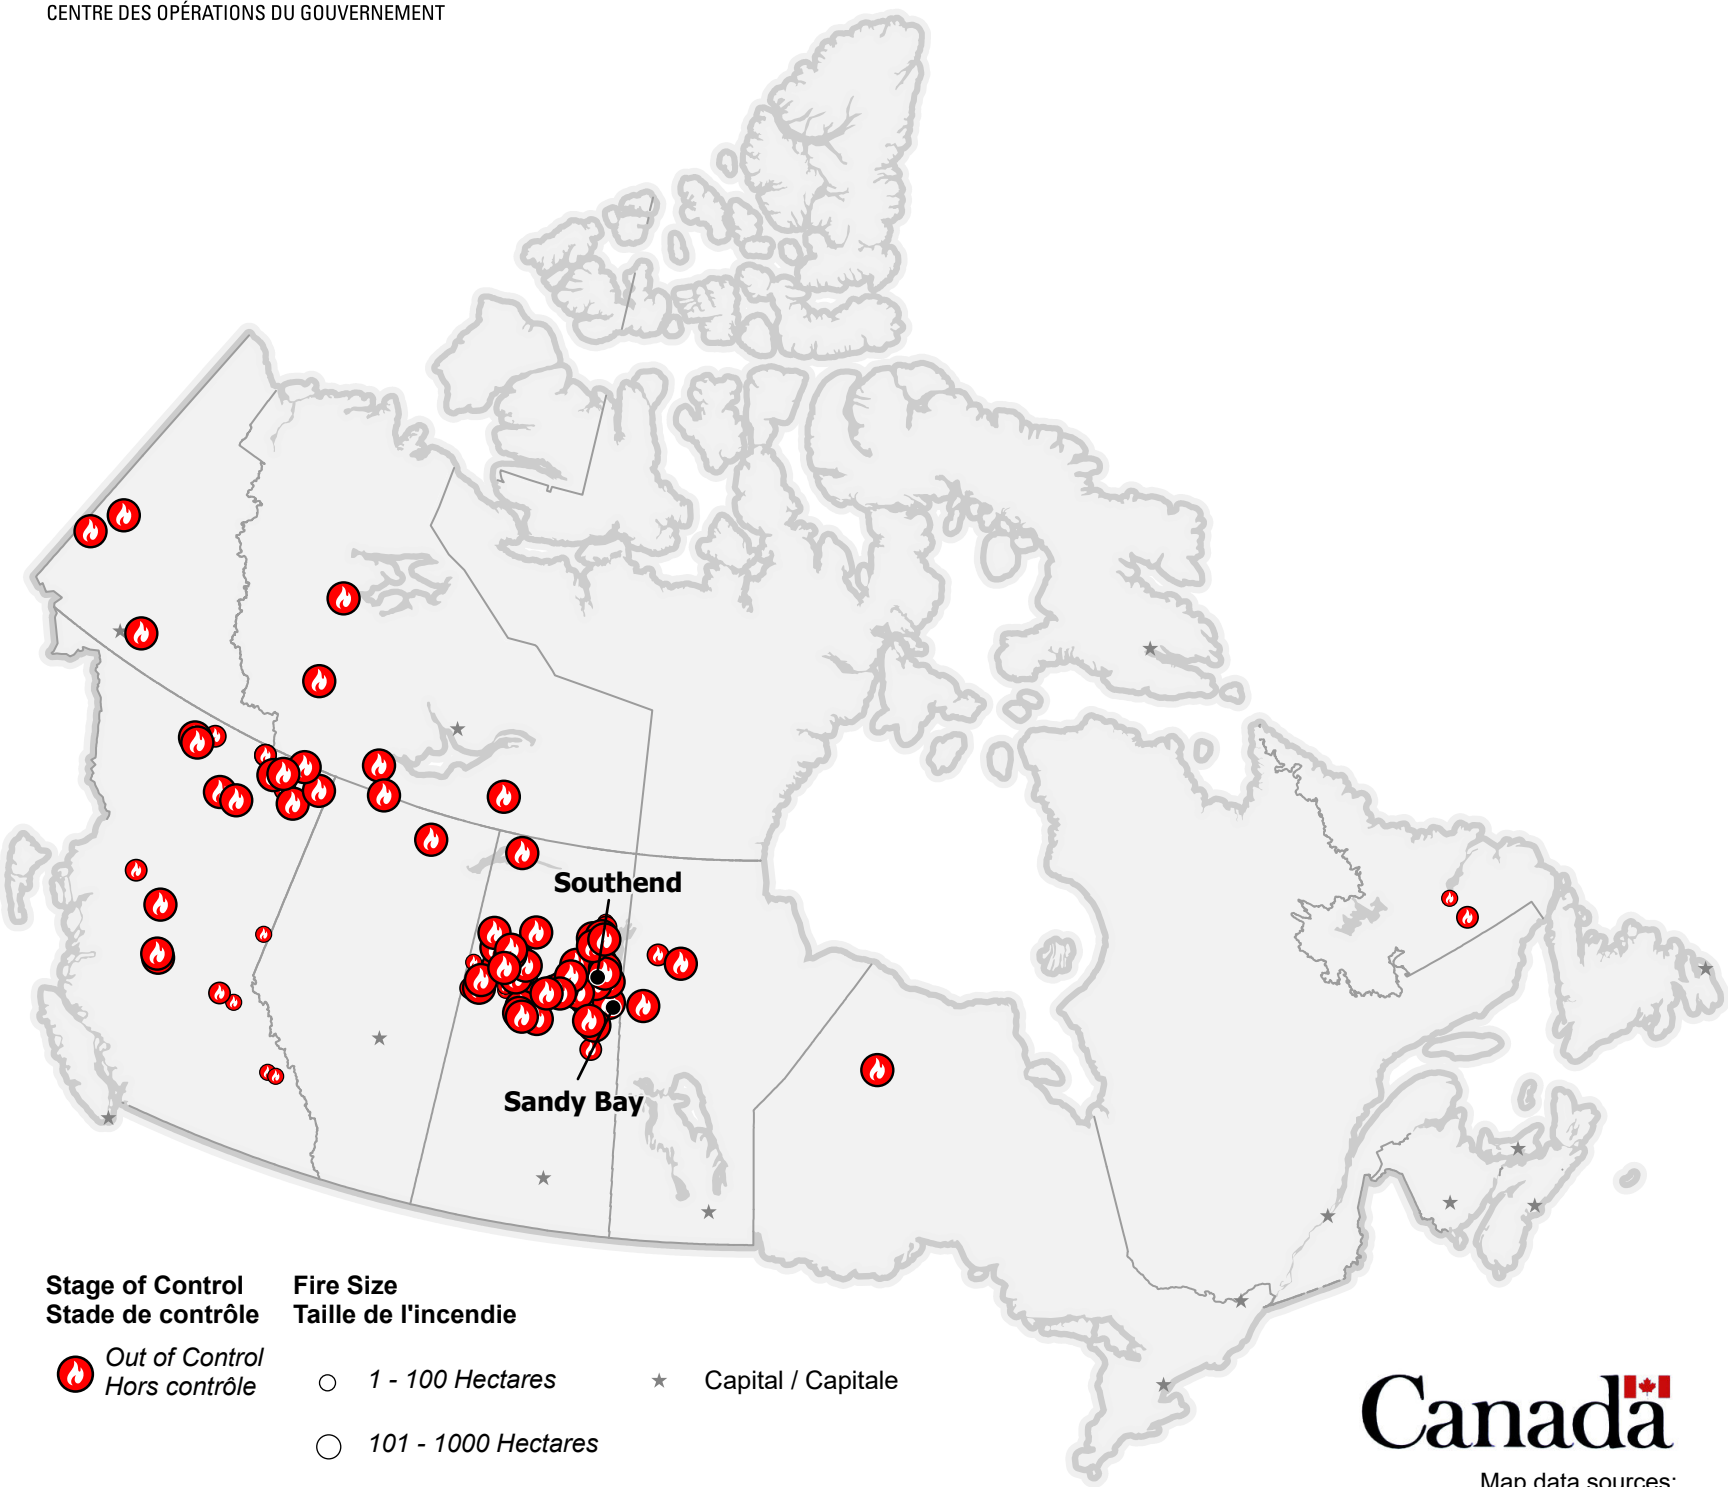 CENTRE DES OPÉRATIONS DU GOUVERNEMENT
Southend
Sandy Bay
Stage of Control
Stade de contrôle
Fire Size
Taille de l'incendie
Out of Control
Hors contrôle
1 - 100 Hectares
101 - 1000 Hectares
Capital / Capitale
Canada
Map data sources: